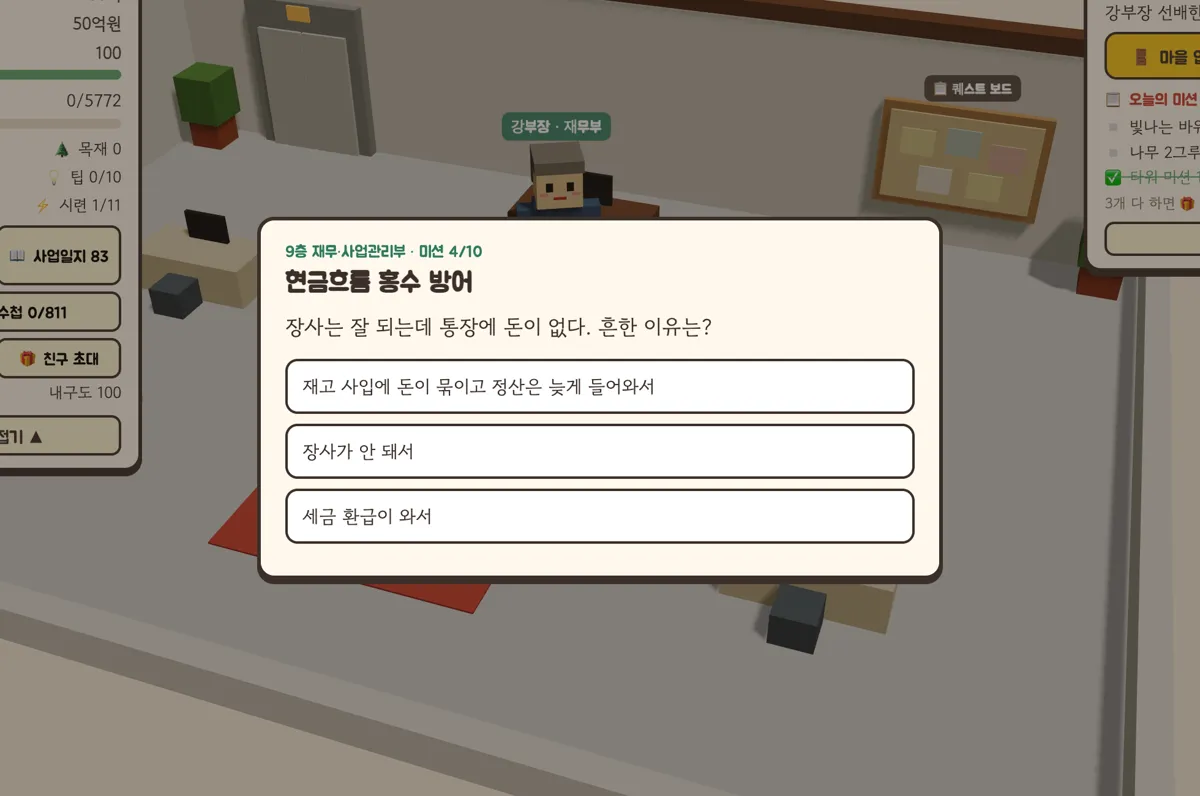 50억원
100
0/5772
🌲 목재 0
💡 팁 0/10
⚡ 시련 1/11
📖 사업일지 83
수첩 0/811
🎁 친구 초대
내구도 100
접기 ▲
강부장 · 재무부
📋 퀘스트 보드
9층 재무·사업관리부 · 미션 4/10
현금흐름 홍수 방어
장사는 잘 되는데 통장에 돈이 없다. 흔한 이유는?
재고 사입에 돈이 묶이고 정산은 늦게 들어와서
장사가 안 돼서
세금 환급이 와서
강부장 선배한
마을
오늘의 미션
빛나는 바위
나무 2그루
✅ 타워 미션 1
3개 다 하면 🎁